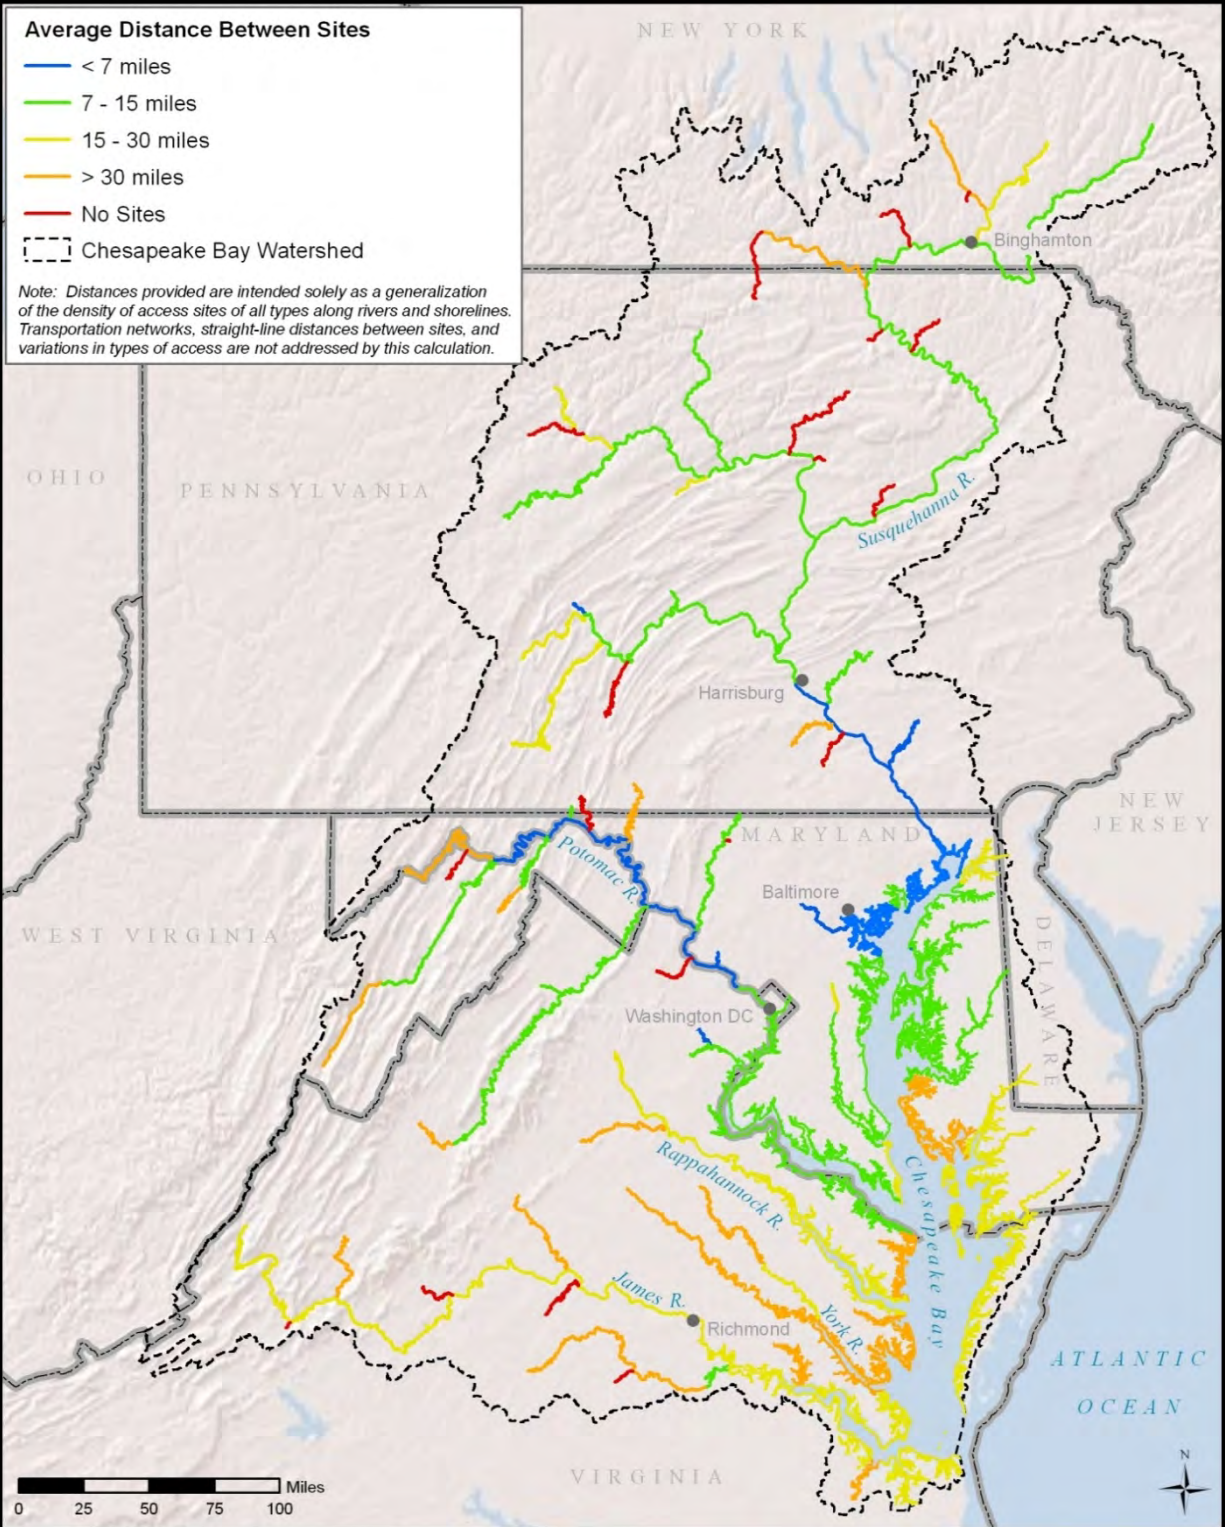 Average Distance Between Sites
< 7 miles
7 - 15 miles
15 - 30 miles
> 30 miles
No Sites
Chesapeake Bay Watershed
Note: Distances provided are intended solely as a generalization
of the density of access sites of all types along rivers and shorelines.
Transportation networks, straight-line distances between sites, and
variations in types of access are not addressed by this calculation.
NEW YORK
Binghamton
OHIO
PENNSYLVANIA
Susquehanna R.
Harrisburg
NEW
JERSEY
MARYLAND
Potomac R.
Baltimore
WEST VIRGINIA
DELAWARE
Washington DC
Rappahannock R.
Chesapeake Bay
James R.
York R.
Richmond
ATLANTIC
OCEAN
VIRGINIA
N
Miles
0 25 50 75 100